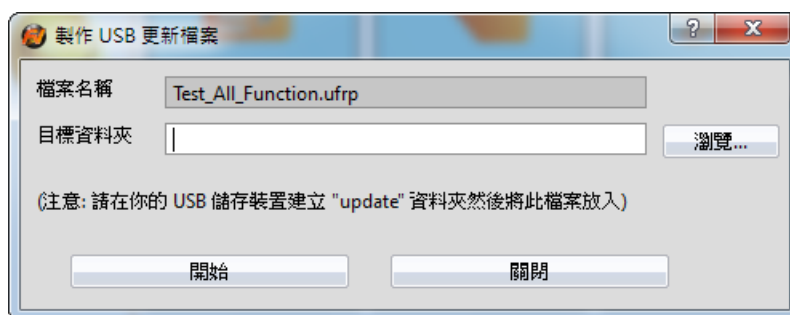 製作 USB 更新檔案
檔案名稱
Test_All_Function.ufrp
目標資料夾
瀏覽...
(注意: 請在你的 USB 儲存裝置建立 "update" 資料夾然後將此檔案放入)
開始
關閉